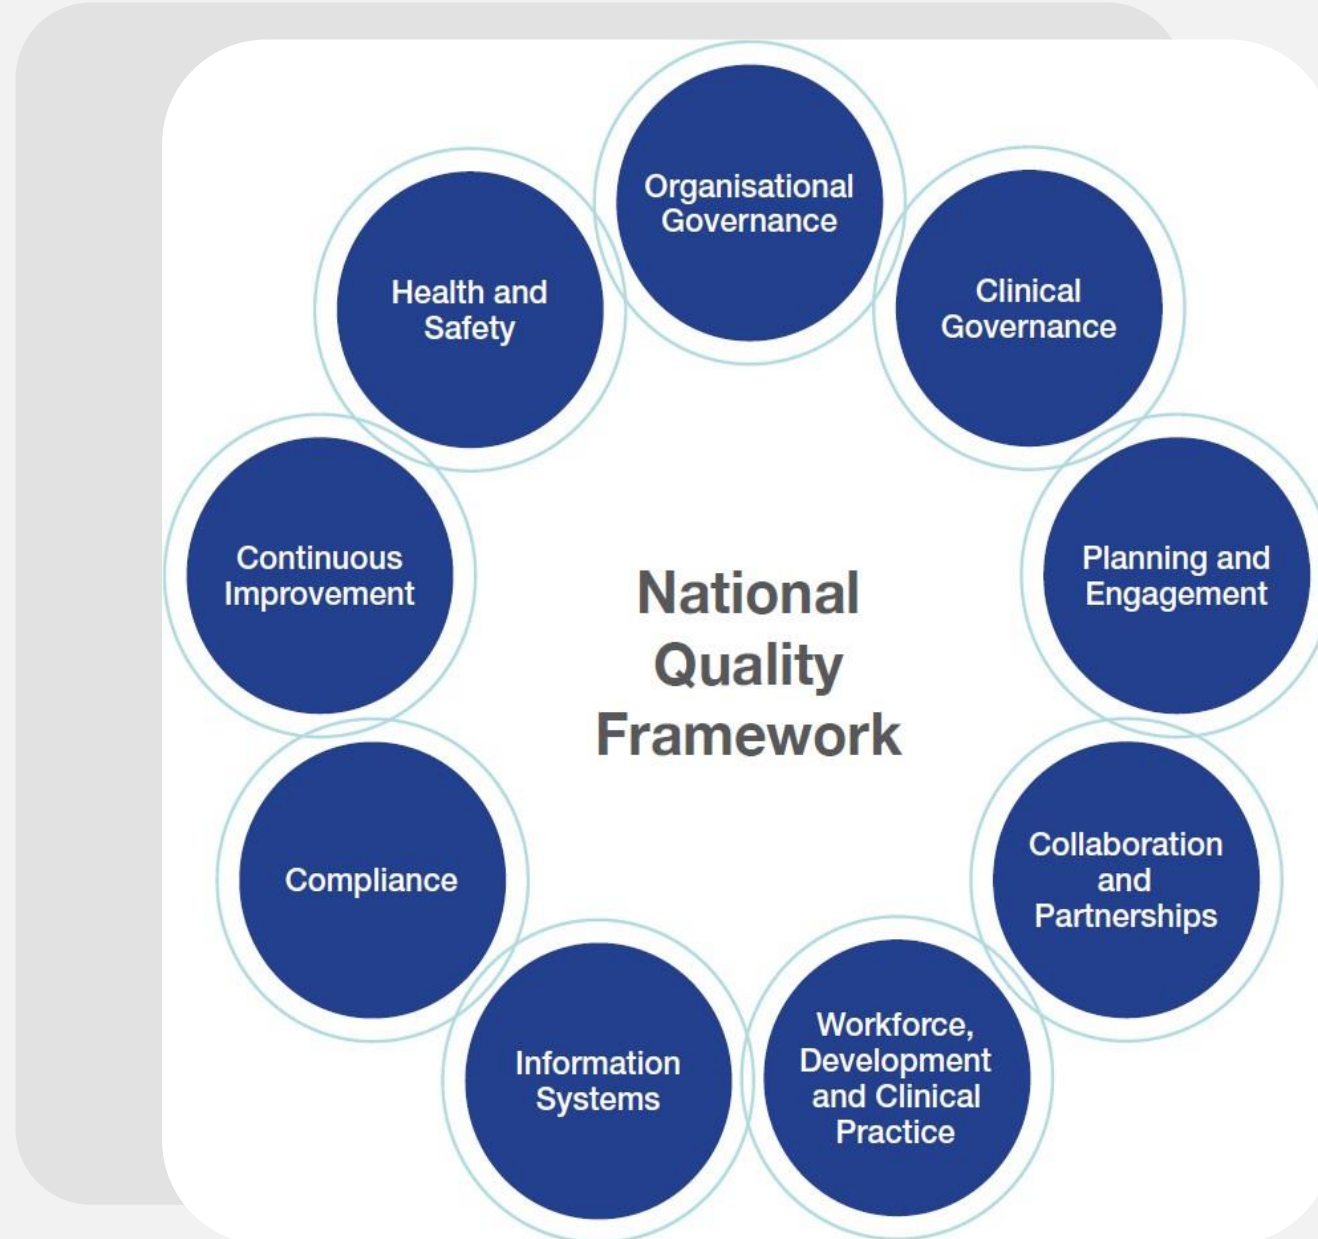 Organisational
Governance
Clinical
Governance
Planning and
Engagement
Collaboration
and
Partnerships
Workforce,
Development
and Clinical
Practice
Information
Systems
Compliance
Continuous
Improvement
Health and
Safety
National
Quality
Framework